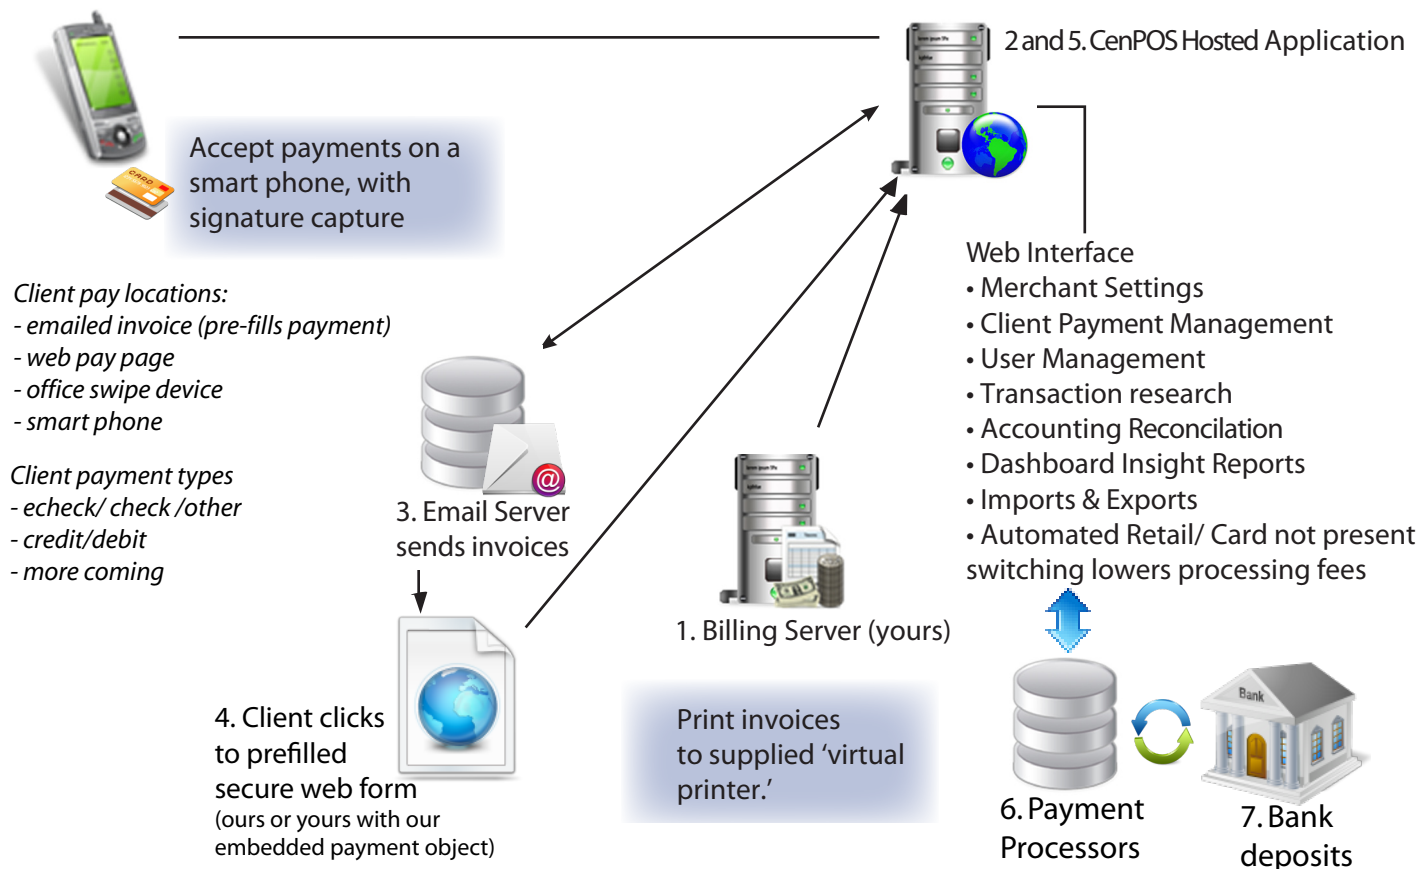 2 and 5. CenPOS Hosted Application
CARD
Accept payments on a
smart phone, with
signature capture
Client pay locations:
- emailed invoice (pre-fills payment)
- web pay page
- office swipe device
- smart phone
Client payment types
- echeck/ check /other
- credit/debit
- more coming
@
3. Email Server
sends invoices
4. Client clicks
to prefilled
secure web form
(ours or yours with our
embedded payment object)
1. Billing Server (yours)
Print invoices
to supplied ‘virtual
printer.’
Web Interface
• Merchant Settings
• Client Payment Management
• User Management
• Transaction research
• Accounting Reconcilation
• Dashboard Insight Reports
• Imports & Exports
• Automated Retail/ Card not present
switching lowers processing fees
6. Payment
Processors
Bank
7. Bank
deposits